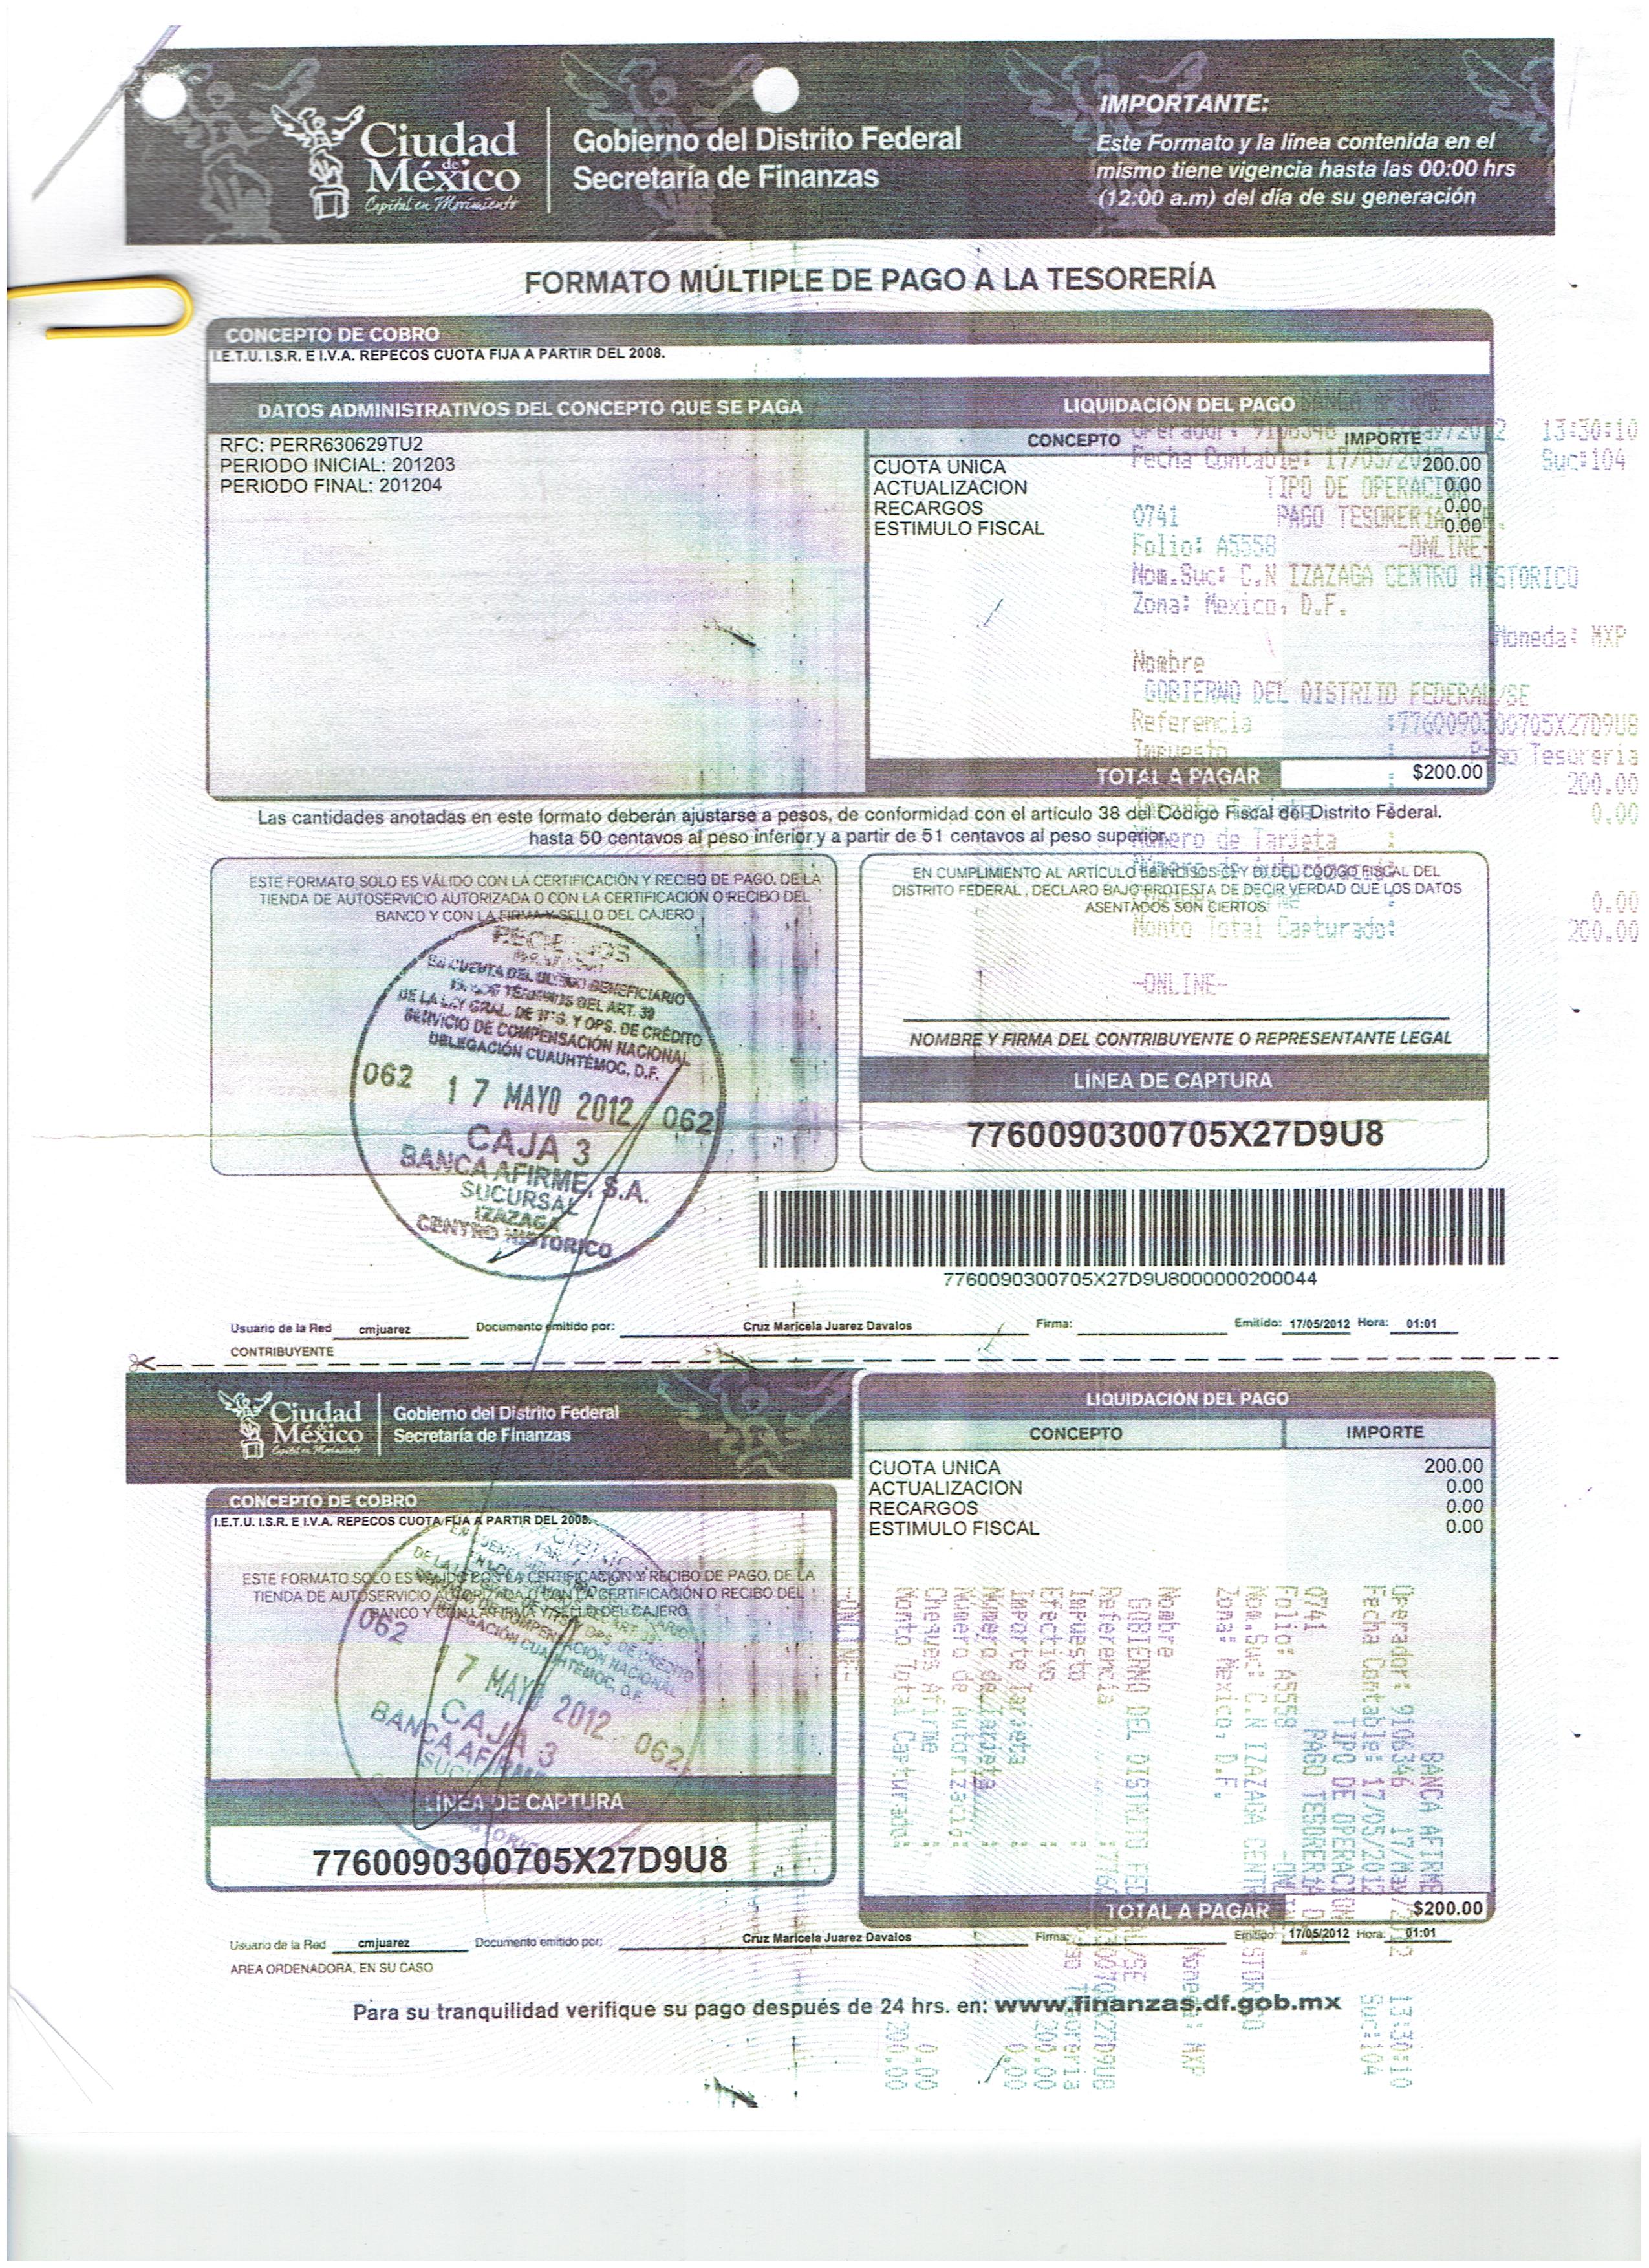 Ciudad
de
México
Capital en Movimiento
Gobierno del Distrito Federal
Secretaría de Finanzas
IMPORTANTE:
Este Formato y la línea contenida en el
mismo tiene vigencia hasta las 00:00 hrs
(12:00 a.m) del día de su generación
FORMATO MÚLTIPLE DE PAGO A LA TESORERÍA
CONCEPTO DE COBRO
I.E.T.U. I.S.R. E I.V.A. REPECOS CUOTA FIJA A PARTIR DEL 2008.
DATOS ADMINISTRATIVOS DEL CONCEPTO QUE SE PAGA
RFC: PERR630629TU2
PERIODO INICIAL: 201203
PERIODO FINAL: 201204
LIQUIDACIÓN DEL PAGO
CONCEPTO IMPORTE
CUOTA UNICA 200.00
ACTUALIZACION 0.00
RECARGOS 0.00
ESTIMULO FISCAL 0.00
TOTAL A PAGAR $200.00
13:30:10
Fecha Contable: 17/05/2012 Suc:104
TIPO DE OPERACION
0741 PAGO TESORERIA
Folio: A5558 -ONLINE-
Nom.Suc: C.N IZAZAGA CENTRO HISTORICO
Zona: Mexico, D.F.
Moneda: MXP
Nombre
GOBIERNO DEL DISTRITO FEDERAL/SE
Referencia :7760090300705X27D9U8
Impuesto : Pago Tesoreria
: 200.00
0.00
Número de Tarjeta :
0.00
Monto Total Capturado: 200.00
-ONLINE-
Las cantidades anotadas en este formato deberán ajustarse a pesos, de conformidad con el artículo 38 del Código Fiscal del Distrito Federal.
hasta 50 centavos al peso inferior y a partir de 51 centavos al peso superior.
ESTE FORMATO SOLO ES VÁLIDO CON LA CERTIFICACIÓN Y RECIBO DE PAGO, DE LA
TIENDA DE AUTOSERVICIO AUTORIZADA O CON LA CERTIFICACIÓN O RECIBO DEL
BANCO Y CON LA FIRMA Y SELLO DEL CAJERO
EN CUMPLIMIENTO AL ARTÍCULO INCISOS C) Y D) DEL CÓDIGO FISCAL DEL
DISTRITO FEDERAL, DECLARO BAJO PROTESTA DE DECIR VERDAD QUE LOS DATOS
ASENTADOS SON CIERTOS
EN CUENTA DEL BENEFICIARIO
TÉRMINOS DEL ART. 39
DE LA LEY GRAL. DE T'S. Y OPS. DE CRÉDITO
SERVICIO DE COMPENSACIÓN NACIONAL
DELEGACIÓN CUAUHTÉMOC, D.F.
062 17 MAYO 2012 062
CAJA 3
BANCA AFIRME, S.A.
SUCURSAL
IZAZAGA
CENTRO HISTORICO
NOMBRE Y FIRMA DEL CONTRIBUYENTE O REPRESENTANTE LEGAL
LÍNEA DE CAPTURA
7760090300705X27D9U8
7760090300705X27D9U8000000200044
Usuario de la Red cmjuarez Documento emitido por: Cruz Maricela Juarez Davalos Firma: Emitido: 17/05/2012 Hora: 01:01
CONTRIBUYENTE
Ciudad
de
México
Capital en Movimiento
Gobierno del Distrito Federal
Secretaría de Finanzas
CONCEPTO DE COBRO
I.E.T.U. I.S.R. E I.V.A. REPECOS CUOTA FIJA A PARTIR DEL 2008.
ESTE FORMATO SOLO ES VÁLIDO CON LA CERTIFICACIÓN Y RECIBO DE PAGO, DE LA
TIENDA DE AUTOSERVICIO AUTORIZADA O CON LA CERTIFICACIÓN O RECIBO DEL
BANCO Y CON LA FIRMA Y SELLO DEL CAJERO
062 17 MAYO 2012 062
CAJA 3
BANCA AFIRME
LÍNEA DE CAPTURA
7760090300705X27D9U8
LIQUIDACIÓN DEL PAGO
CONCEPTO IMPORTE
CUOTA UNICA 200.00
ACTUALIZACION 0.00
RECARGOS 0.00
ESTIMULO FISCAL 0.00
TOTAL A PAGAR $200.00
BANCA AFIRME
Operador: 9108346 17/May/2012 13:30:10
Fecha Contable: 17/05/2012 Suc:104
TIPO DE OPERACION
0741 PAGO TESORERIA D.
Folio: A5558
Nom.Suc: C.N IZAZAGA CENTRO HISTORICO
Zona: Mexico, D.F.
Moneda: MXP
Nombre
GOBIERNO DEL DISTRITO FEDERAL/SE
Referencia :7760090300705X27D9U8
Impuesto : Pago Tesoreria
Efectivo : 200.00
Importe Tarjeta : 0.00
Número de Tarjeta :
Número de Autorización:
Cheques Afirme : 0.00
Monto Total Capturado: 200.00
-ONLINE-
Usuario de la Red cmjuarez Documento emitido por: Cruz Maricela Juarez Davalos Firma: Emitido: 17/05/2012 Hora: 01:01
AREA ORDENADORA, EN SU CASO
Para su tranquilidad verifique su pago después de 24 hrs. en: www.finanzas.df.gob.mx